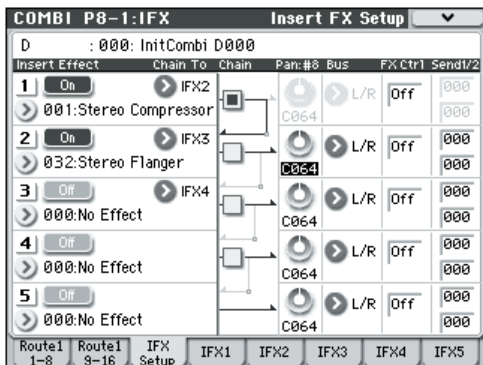 COMBI P8-1:IFX Insert FX Setup
D : 000: InitCombi D000
Insert Effect Chain To Chain Pan:#8 Bus FX Ctrl Send1/2
1 On IFX2 C064 L/R Off 000
001:Stereo Compressor 000
2 On IFX3 C064 L/R Off 000
032:Stereo Flanger 000
3 Off IFX4 C064 L/R Off 000
000:No Effect 000
4 Off C064 L/R Off 000
000:No Effect 000
5 Off C064 L/R Off 000
000:No Effect 000
Route1 1-8 Route1 9-16 IFX Setup IFX1 IFX2 IFX3 IFX4 IFX5